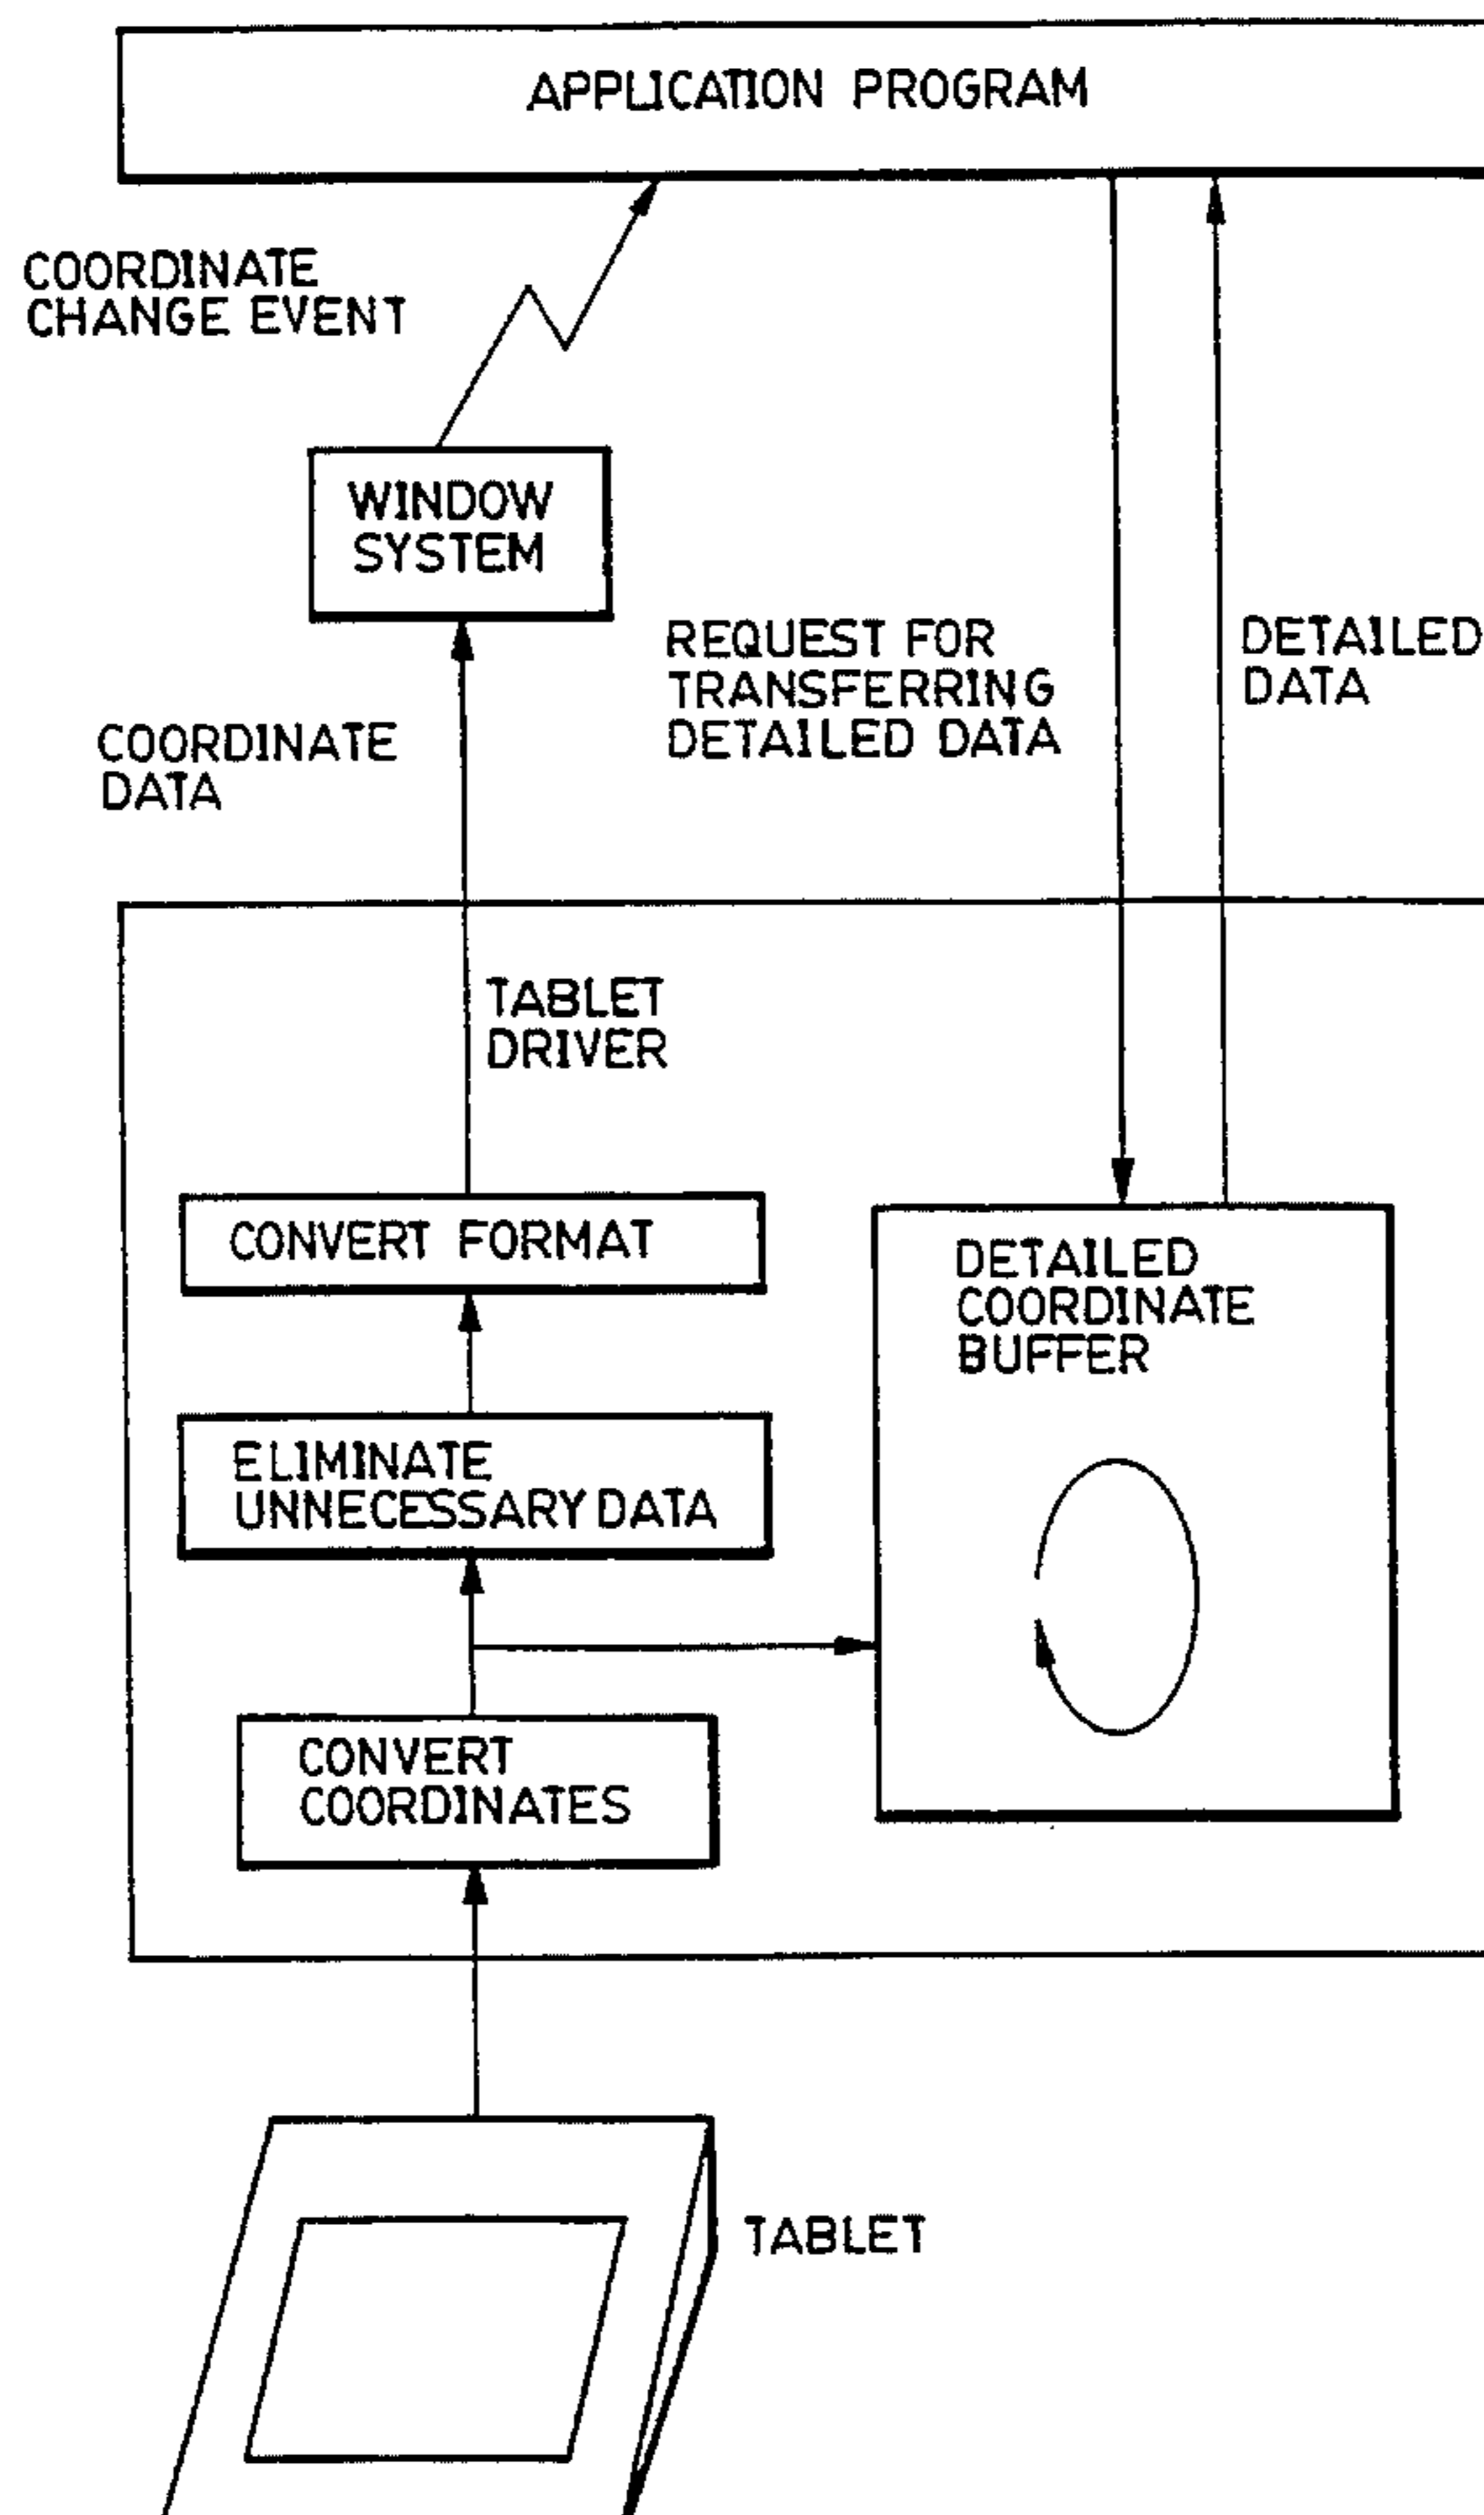 APPLICATION PROGRAM
COORDINATE
CHANGE EVENT
WINDOW
SYSTEM
REQUEST FOR
TRANSFERRING
DETAILED DATA
DETAILED
DATA
COORDINATE
DATA
TABLET
DRIVER
CONVERT FORMAT
DETAILED
COORDINATE
BUFFER
ELIMINATE
UNNECESSARY DATA
CONVERT
COORDINATES
TABLET